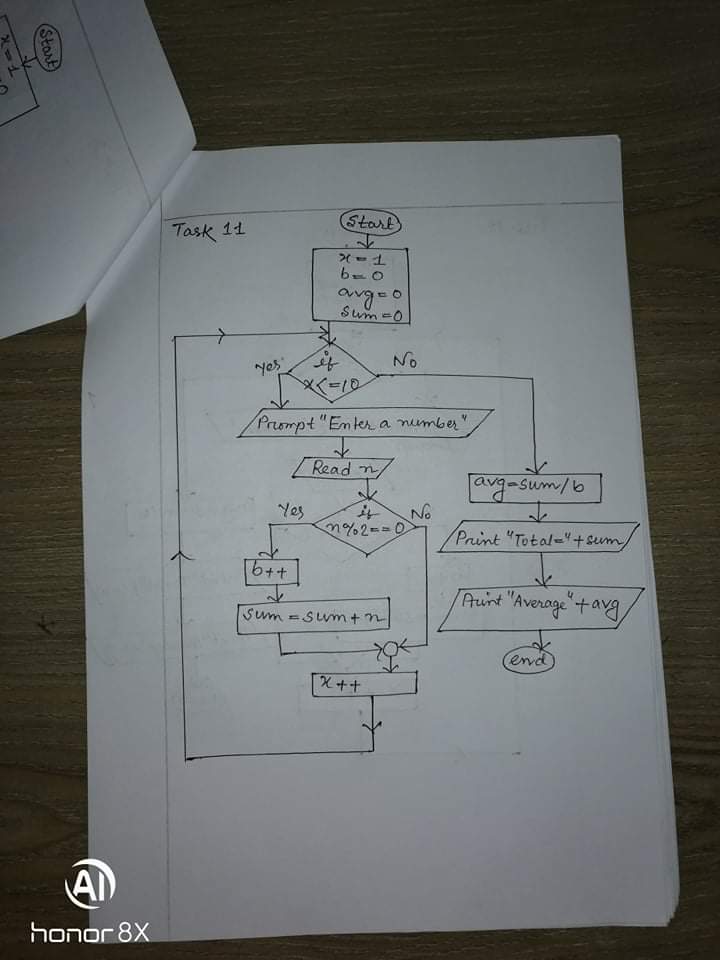 Start
x=1
Task 11
Start
x=1
b=0
avg=0
sum=0
if
x<=10
Yes
No
Prompt "Enter a number"
Read n
if
n%2==0
Yes
No
b++
sum=sum+n
x++
avg=sum/b
Print "Total="+sum
Print "Average"+avg
end
AI
honor 8X